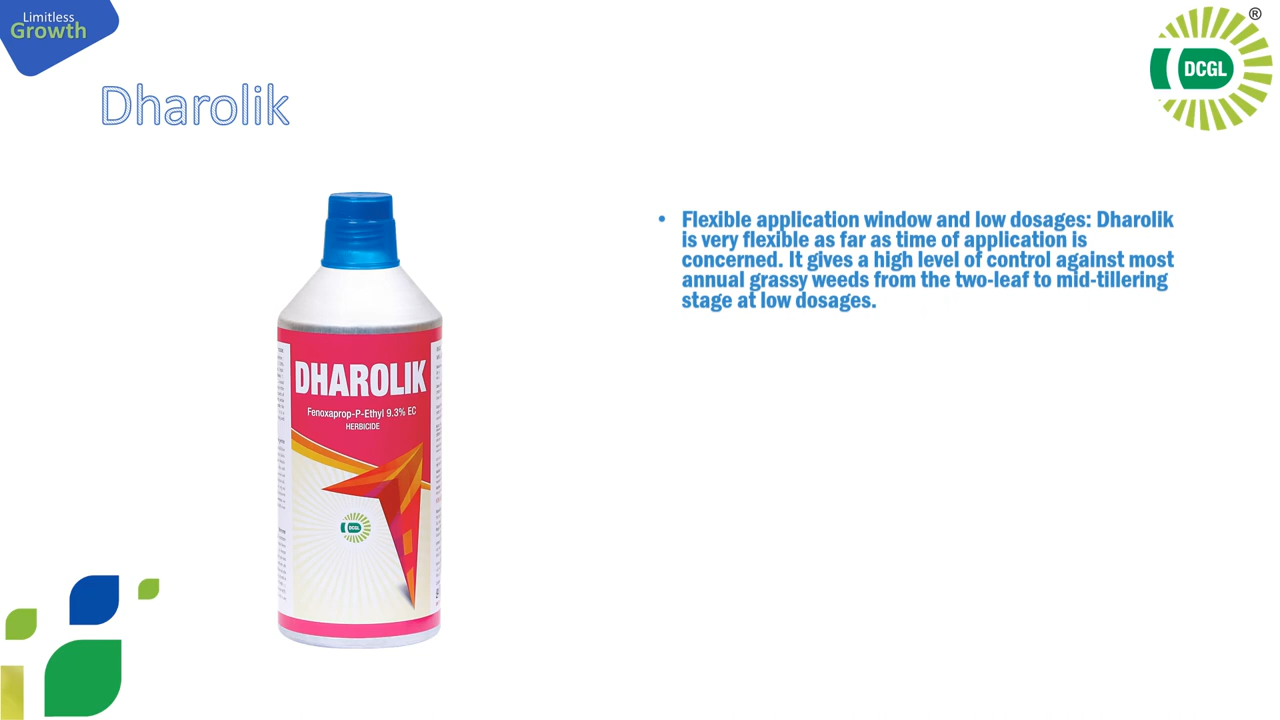 Limitless
Growth
®
DCGL
Dharolik
• Flexible application window and low dosages: Dharolik
is very flexible as far as time of application is
concerned. It gives a high level of control against most
annual grassy weeds from the two-leaf to mid-tillering
stage at low dosages.
DHAROLIK
Fenoxaprop-P-Ethyl 9.3% EC
HERBICIDE
DCGL